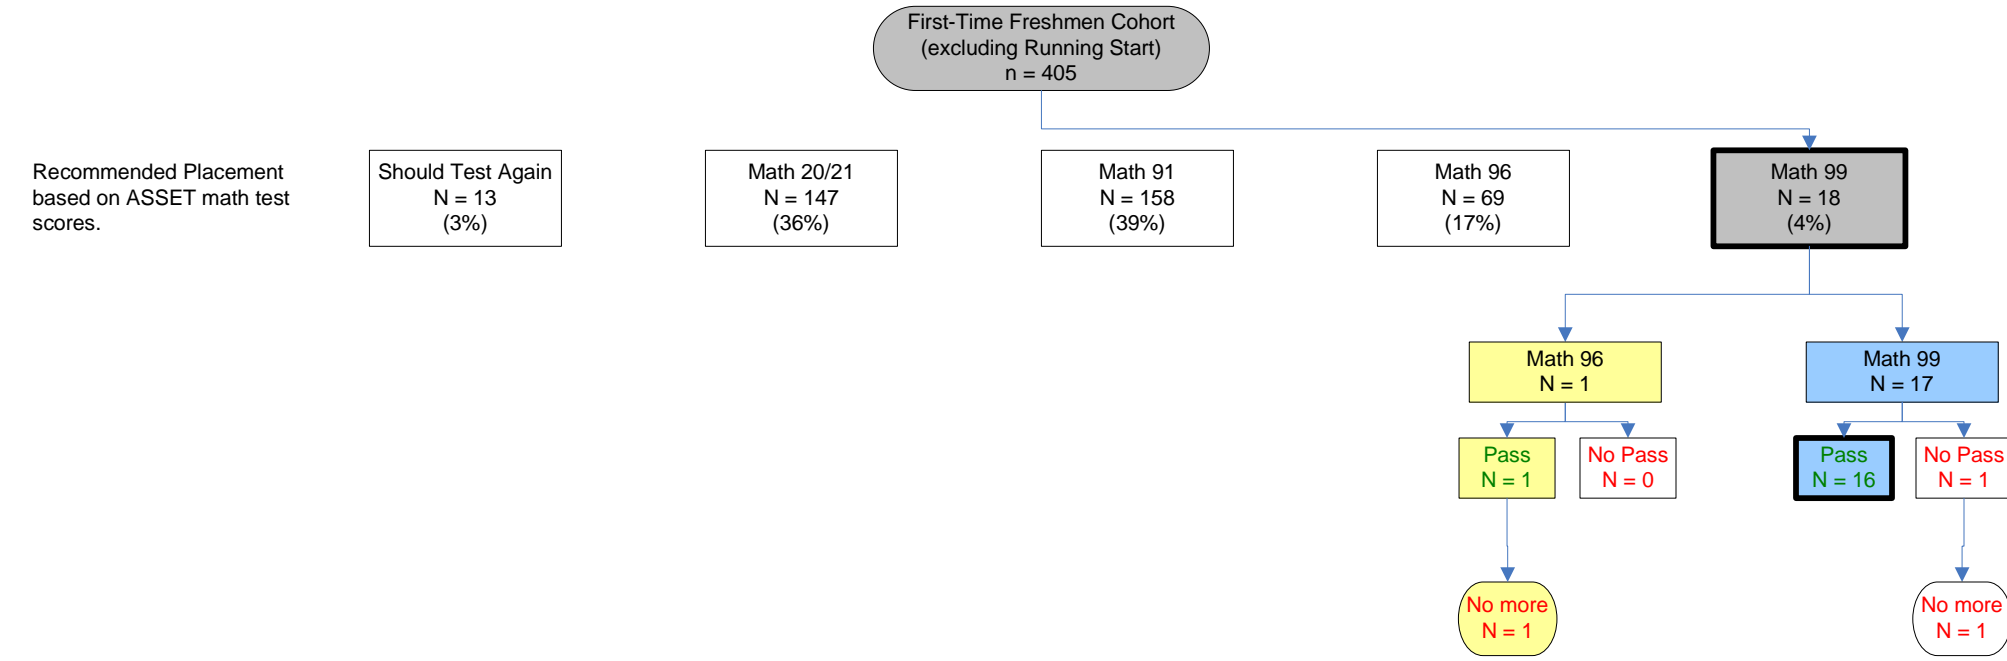 First-Time Freshmen Cohort
(excluding Running Start)
n = 405
Recommended Placement
based on ASSET math test
scores.
Should Test Again
N = 13
(3%)
Math 20/21
N = 147
(36%)
Math 91
N = 158
(39%)
Math 96
N = 69
(17%)
Math 99
N = 18
(4%)
Math 96
N = 1
Math 99
N = 17
Pass
N = 1
No Pass
N = 0
Pass
N = 16
No Pass
N = 1
No more
N = 1
No more
N = 1